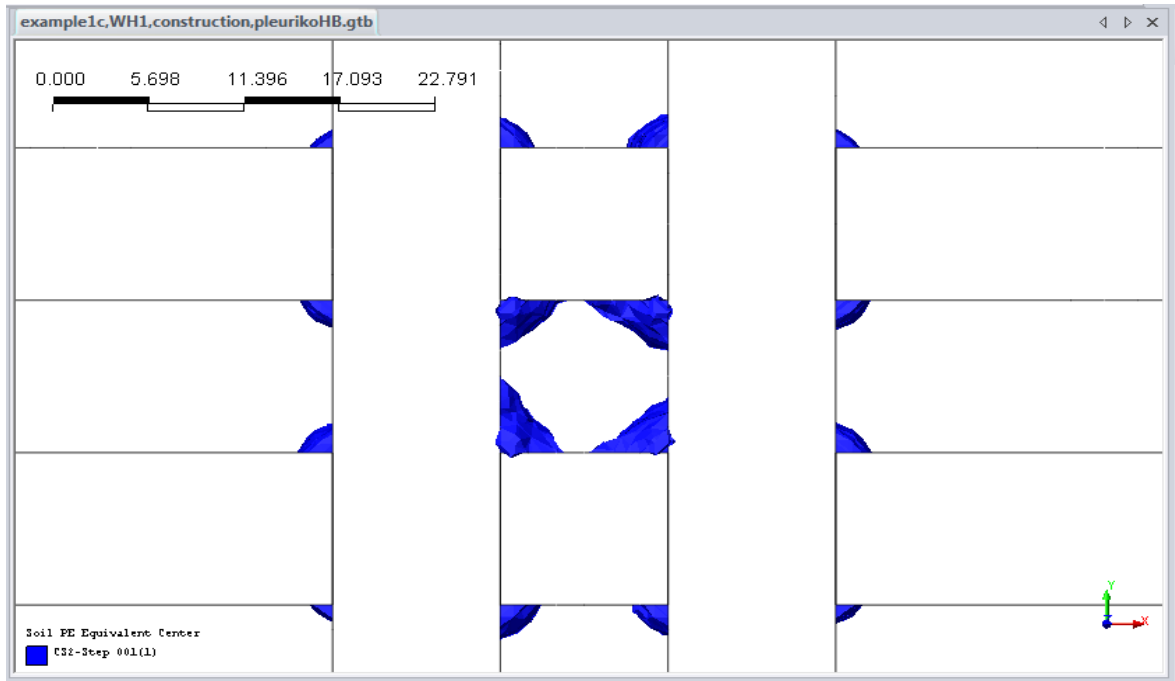 example1c,WH1,construction,pleurikoHB.gtb
0.000 5.698 11.396 17.093 22.791
Y
X
Soil PE Equivalent Center
CS2-Step 001(1)